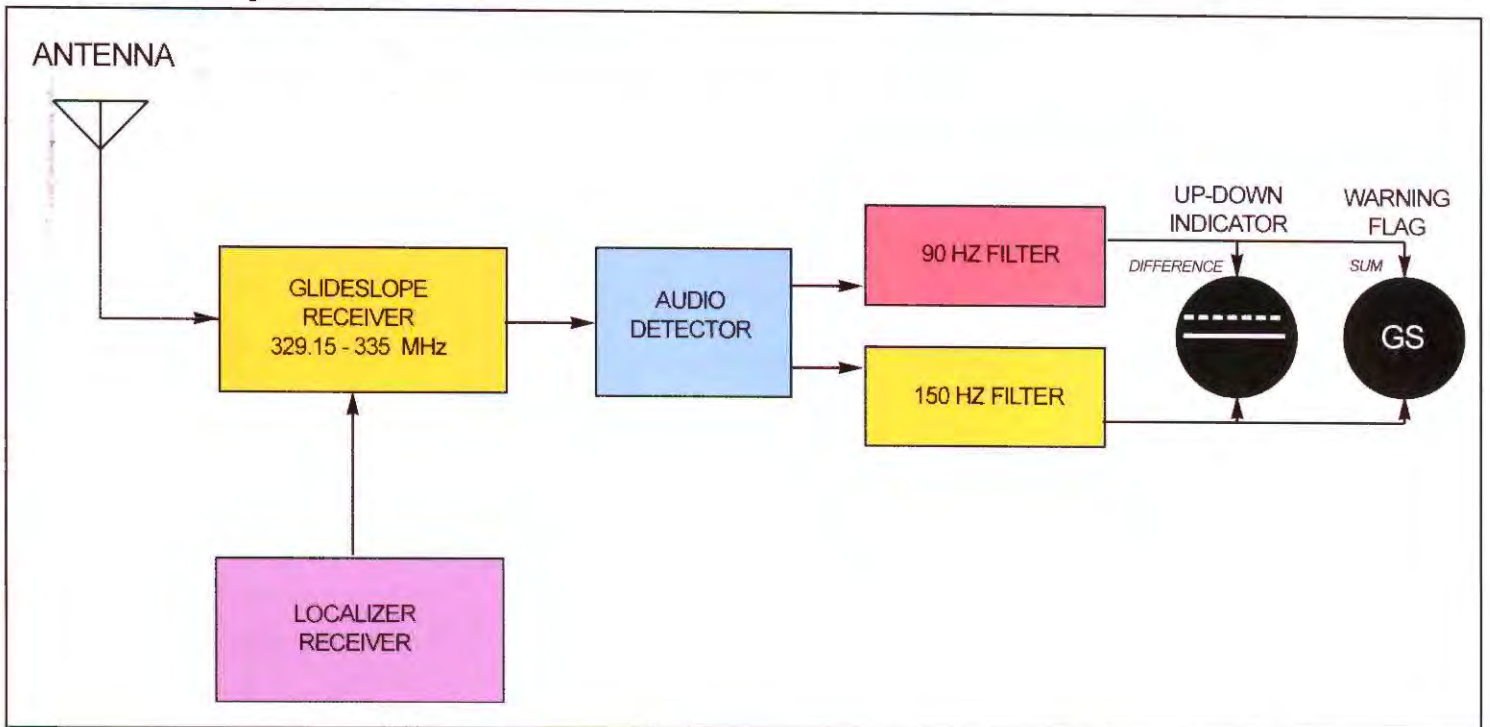 ANTENNA
GLIDESLOPE
RECEIVER
329.15 - 335 MHz
LOCALIZER
RECEIVER
AUDIO
DETECTOR
90 HZ FILTER
150 HZ FILTER
UP-DOWN
INDICATOR
DIFFERENCE
WARNING
FLAG
SUM
GS